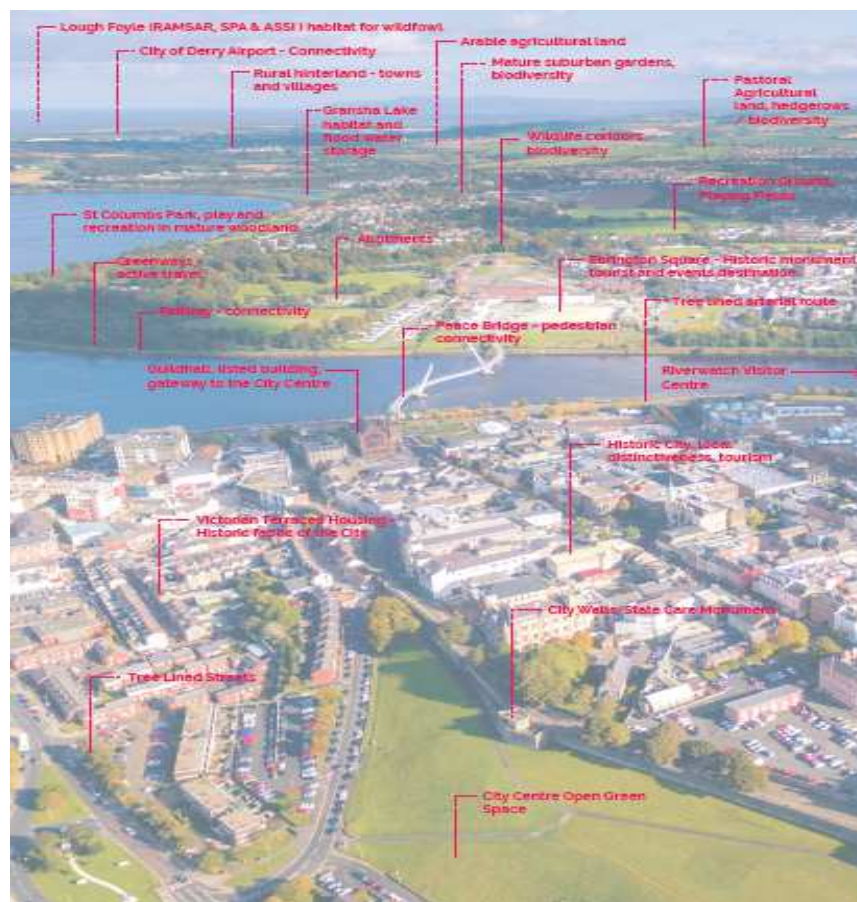 Lough Foyle (RAMSAR, SPA & ASSI ) habitat for wildfowl
City of Derry Airport - Connectivity
Arable agricultural land
Rural hinterland - towns
and villages
Mature suburban gardens,
biodiversity
Pastoral
Agricultural
land, hedgerows
/ biodiversity
Gransha Lake
habitat and
flood water
storage
Wildlife corridors,
biodiversity
Recreation Ground,
Playing Fields
St Columbs Park, play and
recreation in mature woodland
Allotments
Greenways -
active travel
Ebrington Square - Historic monument,
tourist and events destination
Tree lined arterial route
Railway - connectivity
Peace Bridge - pedestrian
connectivity
Guildhall, listed building,
gateway to the City Centre
Riverwatch Visitor
Centre
Historic City, local
distinctiveness, tourism
Victorian Terraced Housing -
Historic fabric of the City
City Walls, State Care Monument
Tree Lined Streets
City Centre Open Green
Space